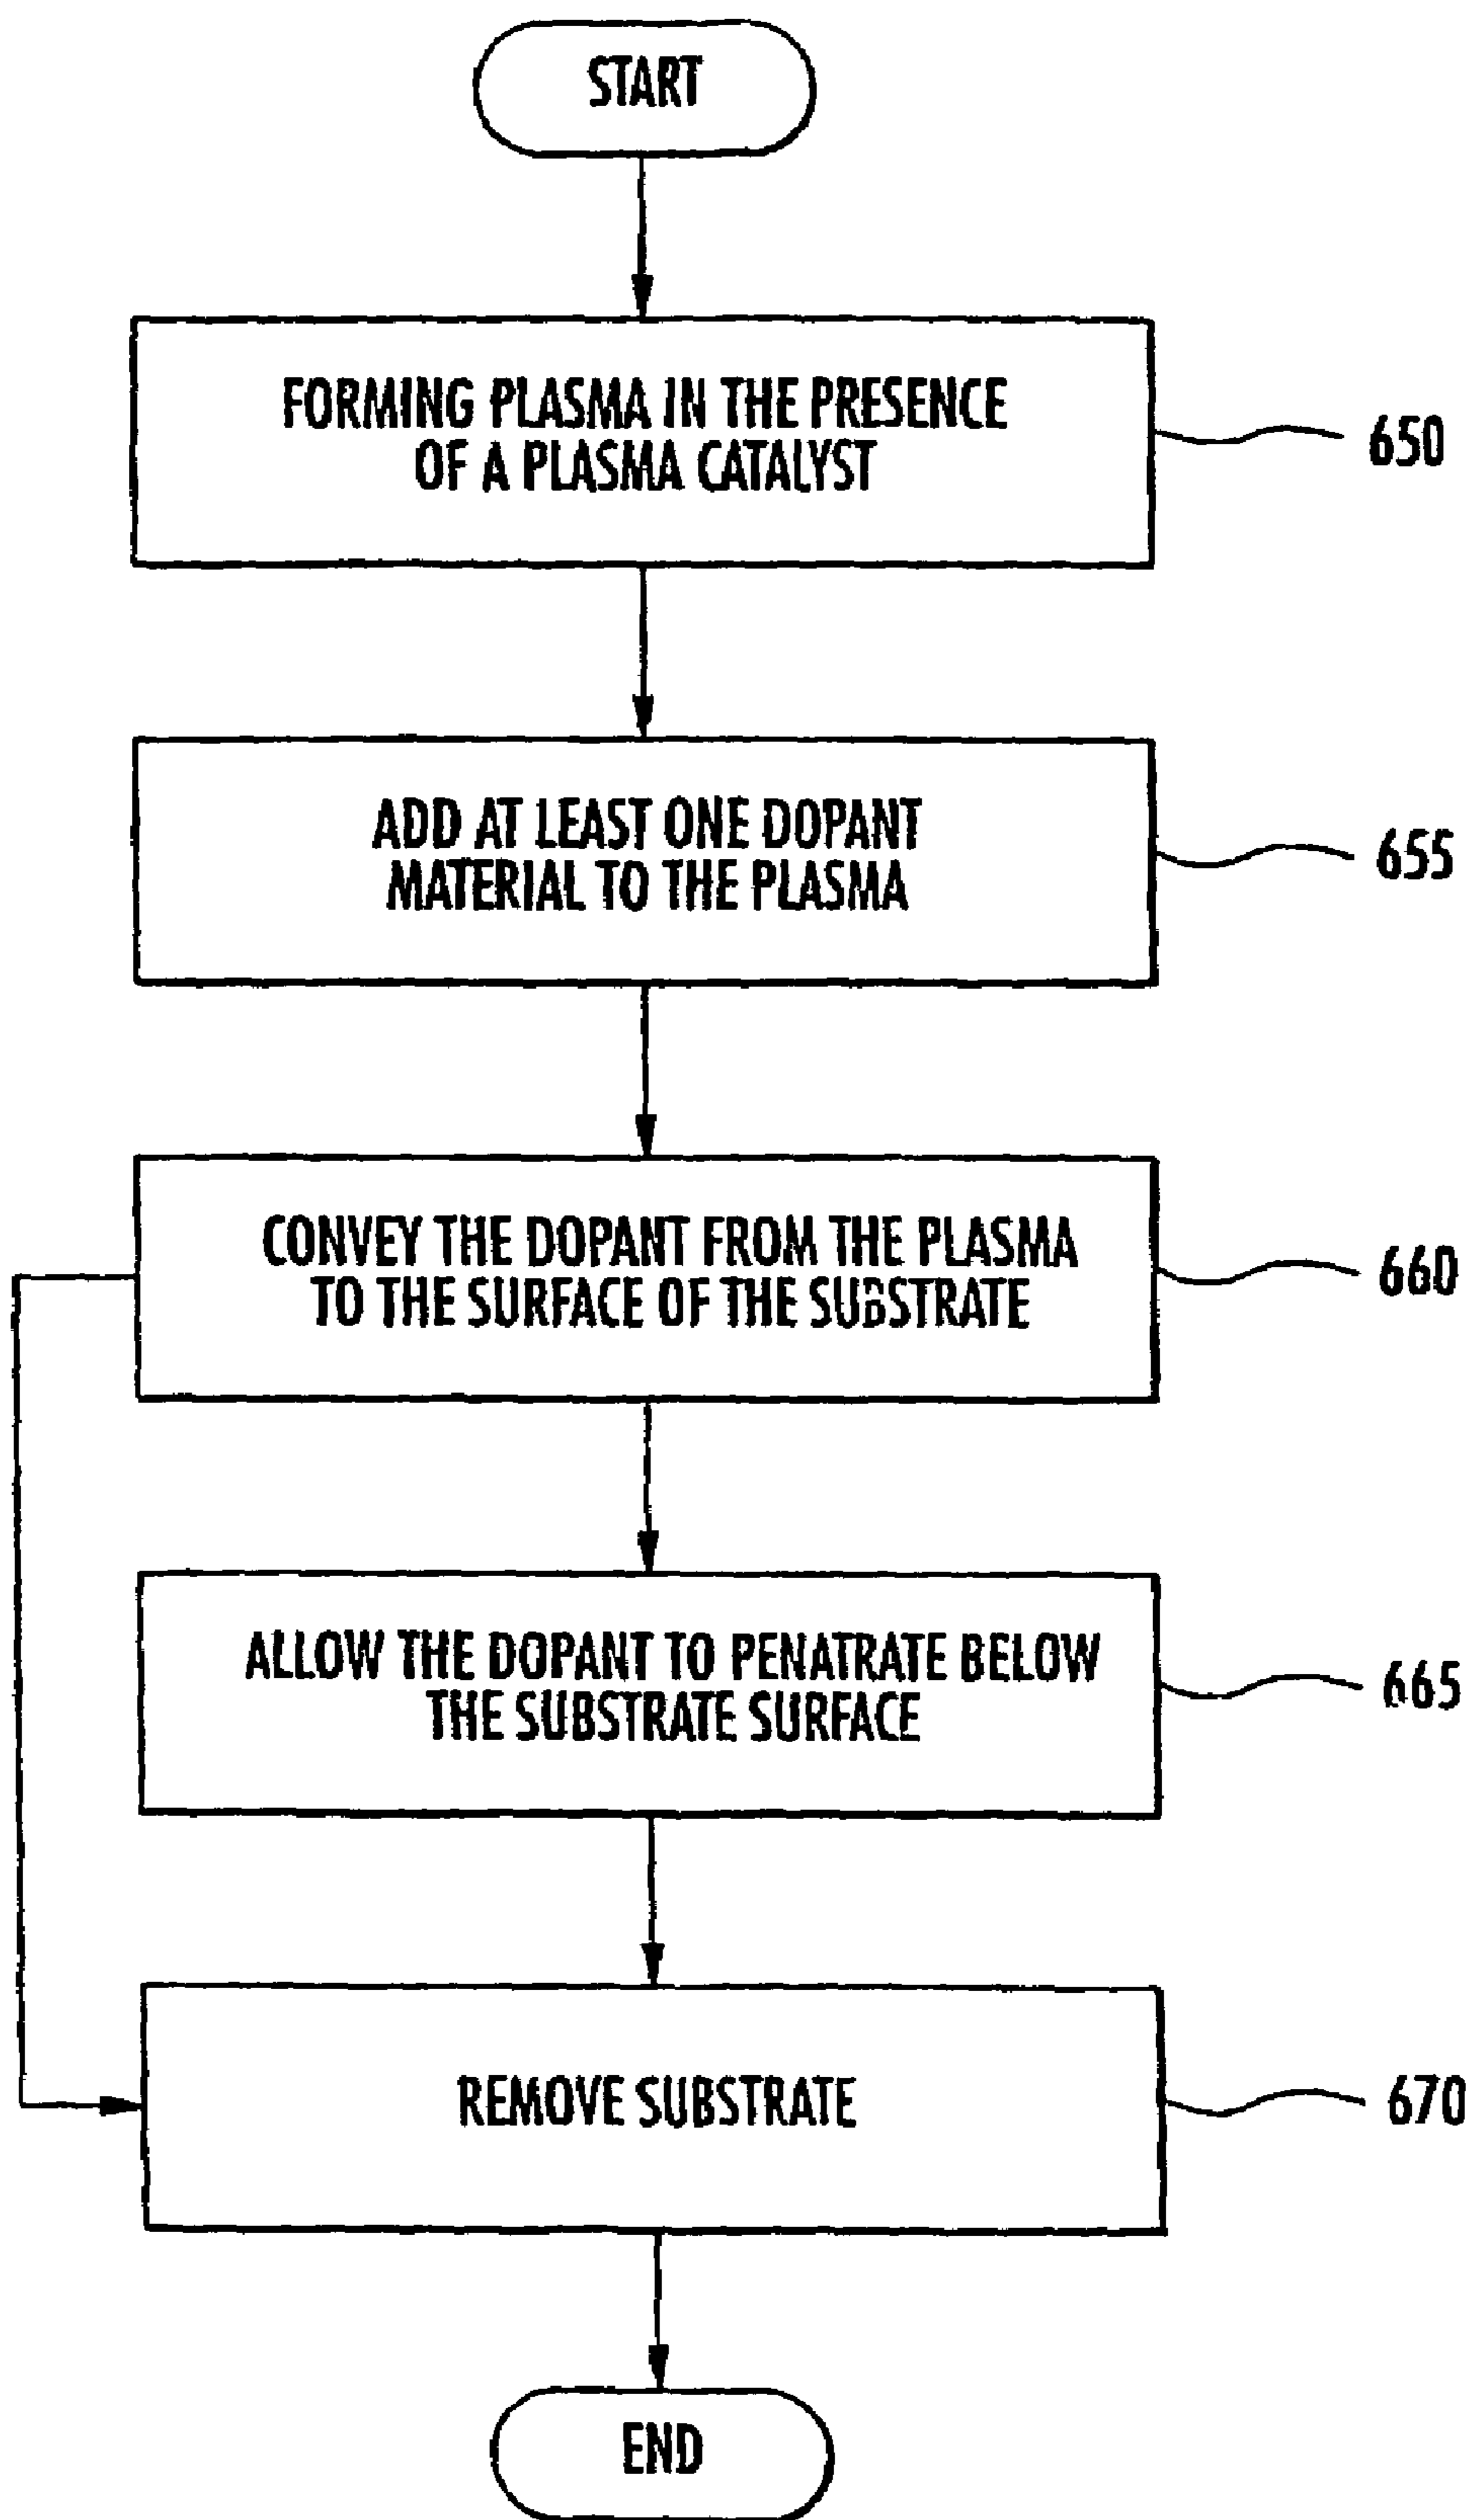 START
FORMING PLASMA IN THE PRESENCE
OF A PLASMA CATALYST
650
ADD AT LEAST ONE DOPANT
MATERIAL TO THE PLASMA
655
CONVEY THE DOPANT FROM THE PLASMA
TO THE SURFACE OF THE SUBSTRATE
660
ALLOW THE DOPANT TO PENATRATE BELOW
THE SUBSTRATE SURFACE
665
REMOVE SUBSTRATE
670
END